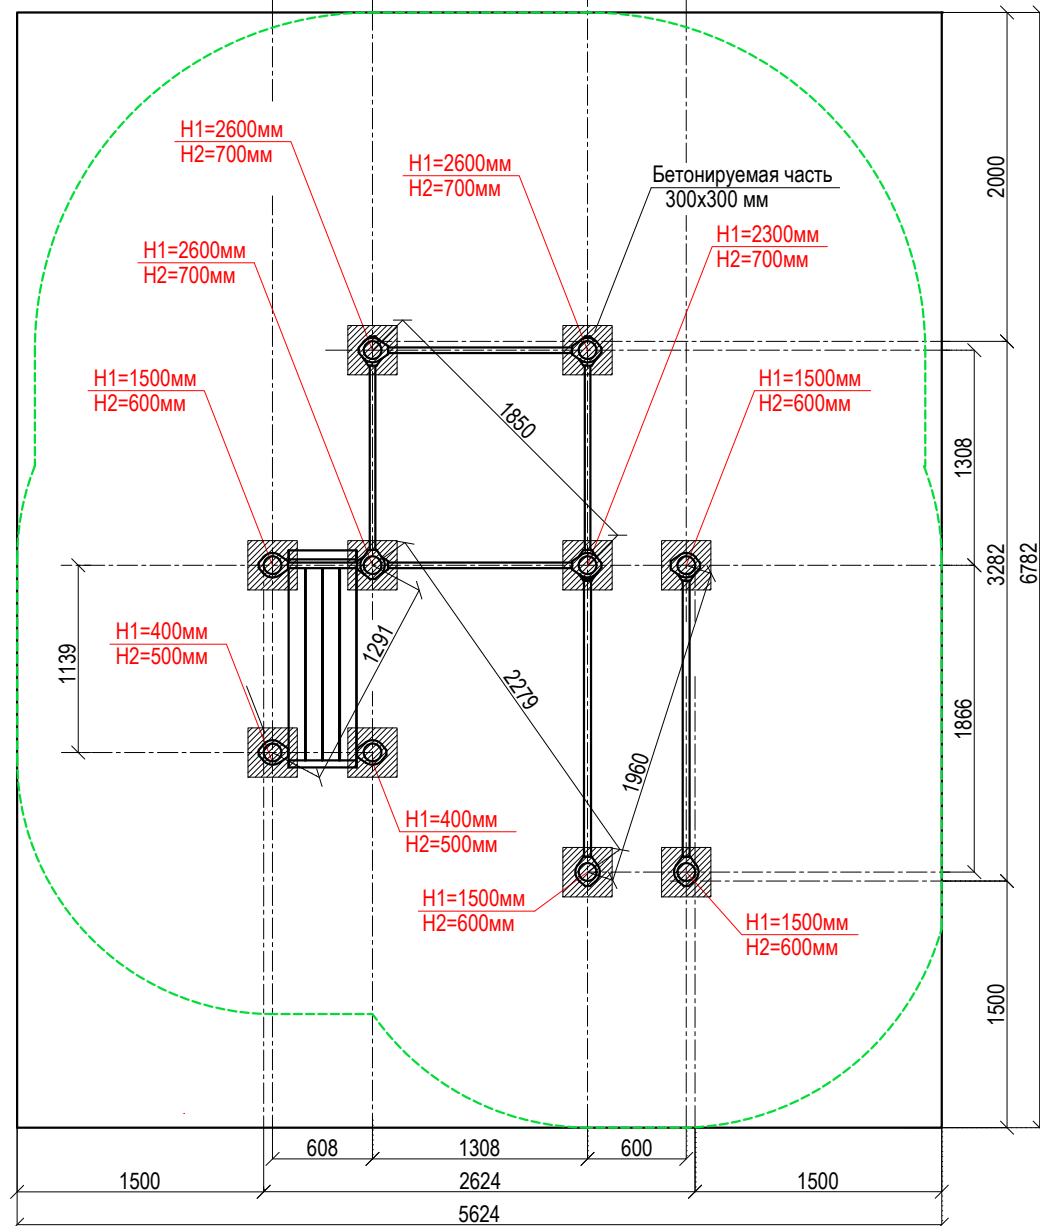 H1=2600мм
H2=700мм
H1=2600мм
H2=700мм
Бетонируемая часть
300х300 мм
2000
H1=2600мм
H2=700мм
H1=2300мм
H2=700мм
H1=1500мм
H2=600мм
1850
H1=1500мм
H2=600мм
1308
3282
6782
H1=400мм
H2=500мм
1139
1291
2279
1960
1866
H1=400мм
H2=500мм
H1=1500мм
H2=600мм
H1=1500мм
H2=600мм
1500
608
1308
600
1500
2624
1500
5624